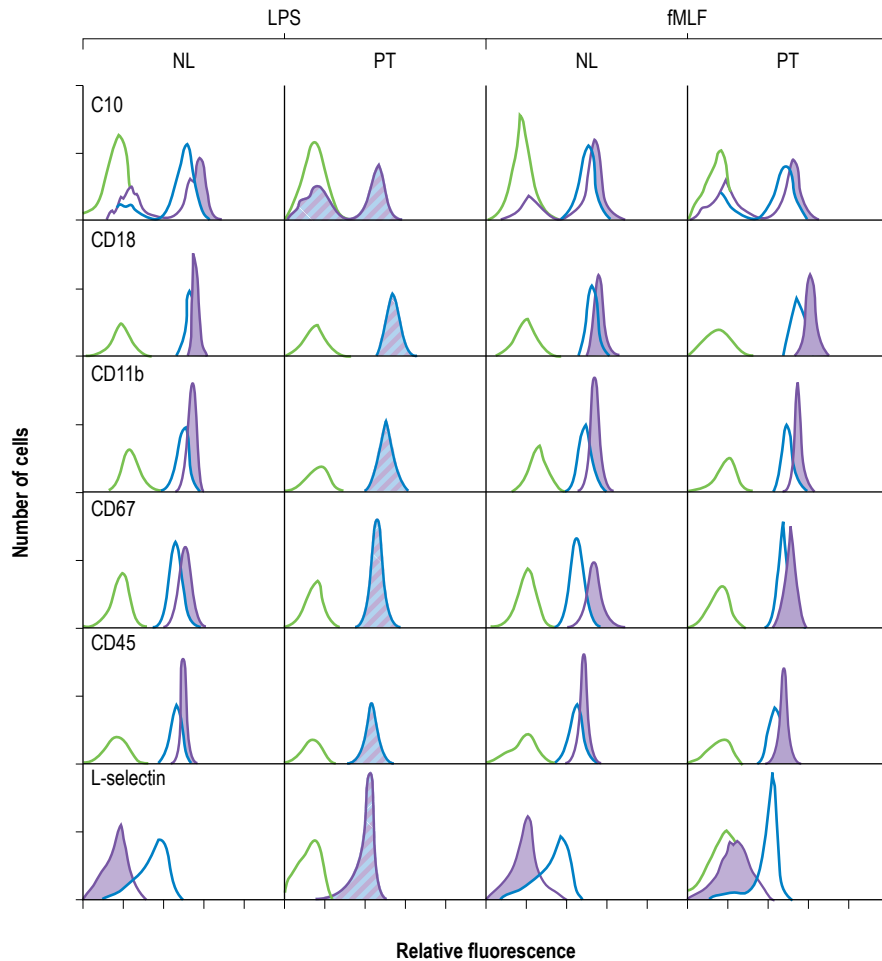 LPS fMLF
NL PT NL PT
C10
CD18
CD11b
CD67
CD45
L-selectin
Number of cells
Relative fluorescence